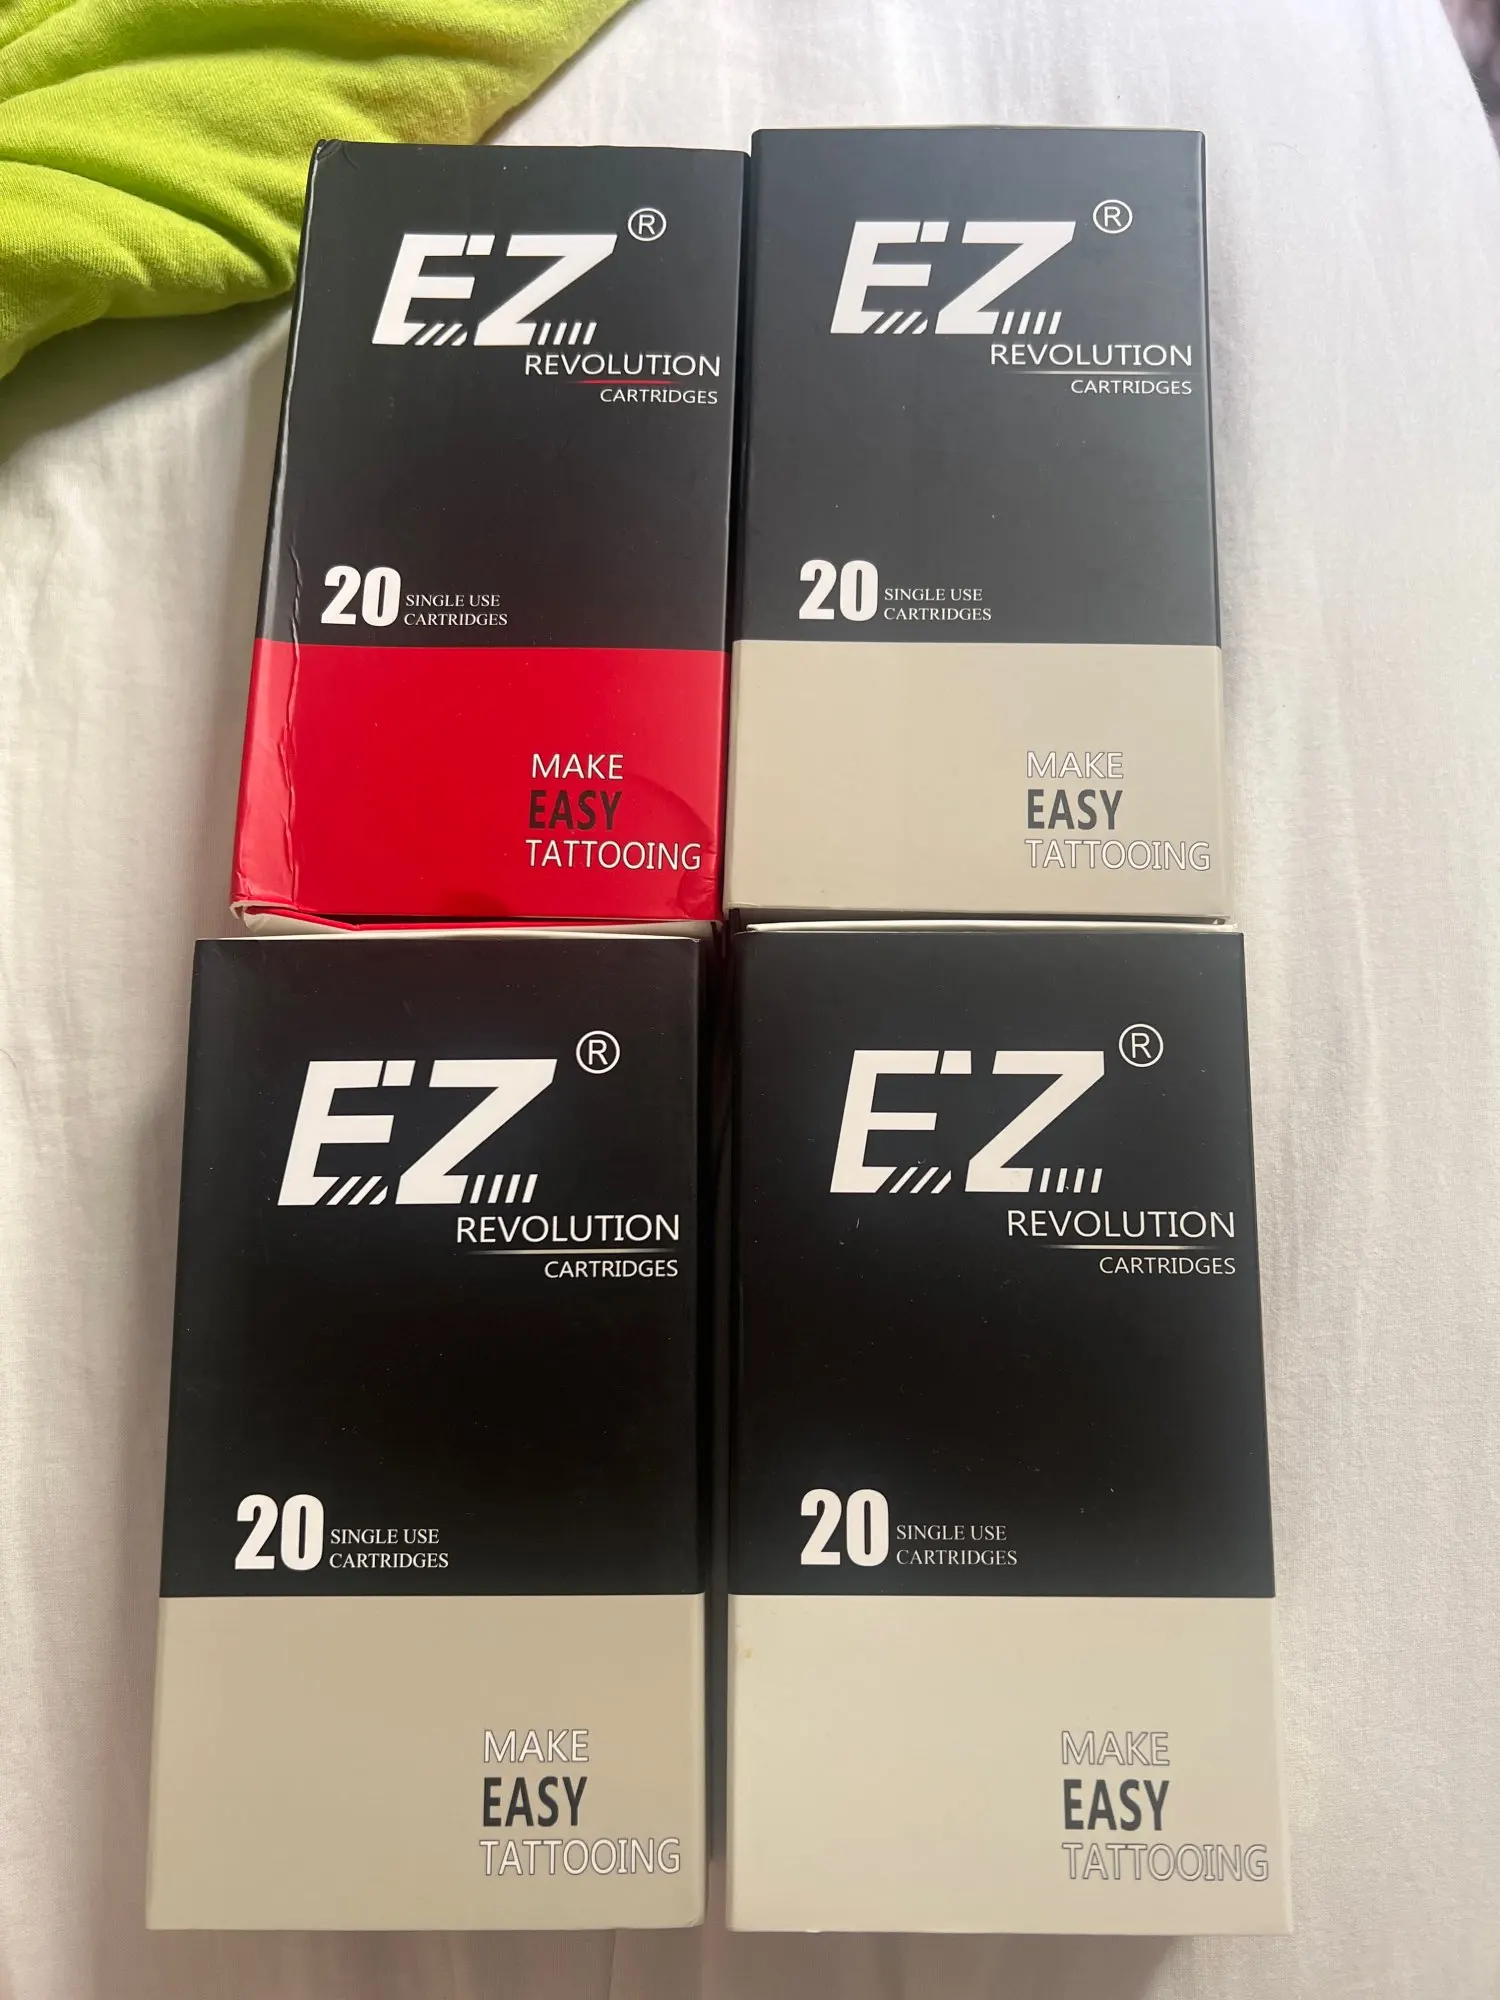 EZ®
REVOLUTION
CARTRIDGES
20 SINGLE USE
CARTRIDGES
MAKE
EASY
TATTOOING
EZ®
REVOLUTION
CARTRIDGES
20 SINGLE USE
CARTRIDGES
MAKE
EASY
TATTOOING
EZ®
REVOLUTION
CARTRIDGES
20 SINGLE USE
CARTRIDGES
MAKE
EASY
TATTOOING
EZ®
REVOLUTION
CARTRIDGES
20 SINGLE USE
CARTRIDGES
MAKE
EASY
TATTOOING